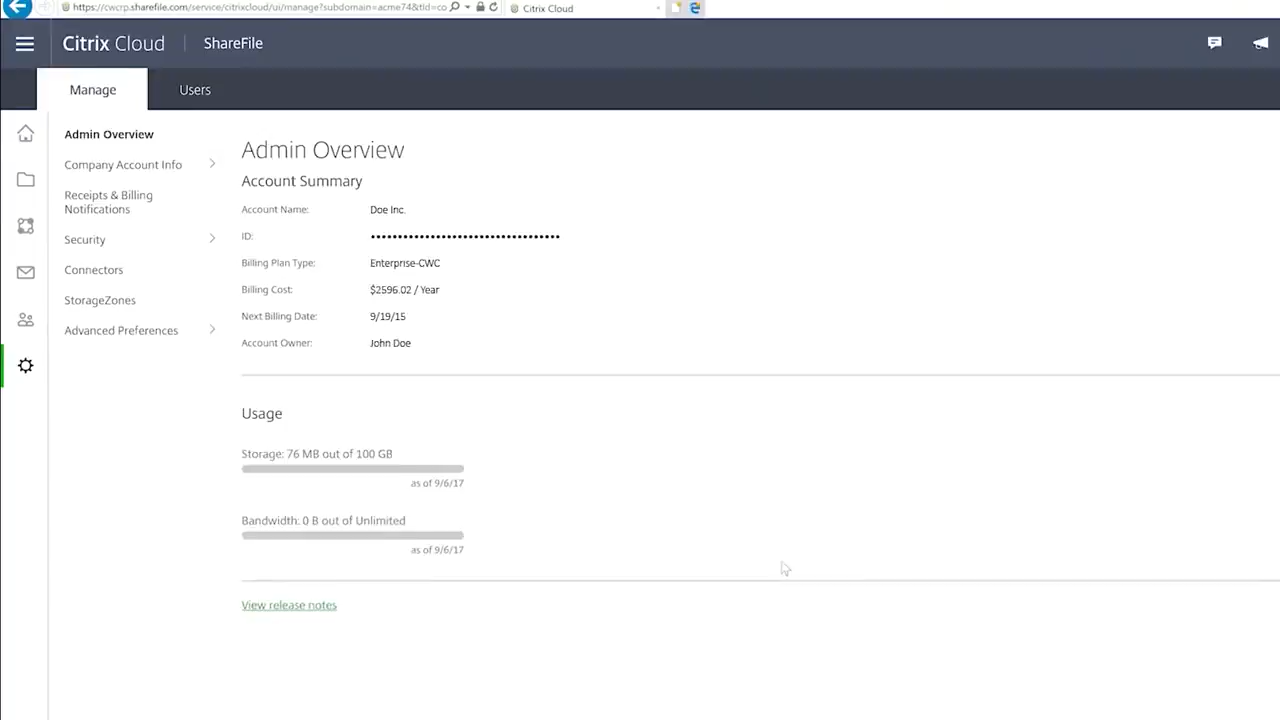 https://cwcrp.sharefile.com/service/citrixcloud/ui/manage?subdomain=acme74&tid=co
Citrix Cloud
Citrix Cloud | ShareFile
Manage
Users
Admin Overview
Company Account Info
Receipts & Billing
Notifications
Security
Connectors
StorageZones
Advanced Preferences
Admin Overview
Account Summary
Account Name: Doe Inc.
ID: ••••••••••••••••••••••••••••••••••••
Billing Plan Type: Enterprise-CWC
Billing Cost: $2596.02 / Year
Next Billing Date: 9/19/15
Account Owner: John Doe
Usage
Storage: 76 MB out of 100 GB
as of 9/6/17
Bandwidth: 0 B out of Unlimited
as of 9/6/17
View release notes